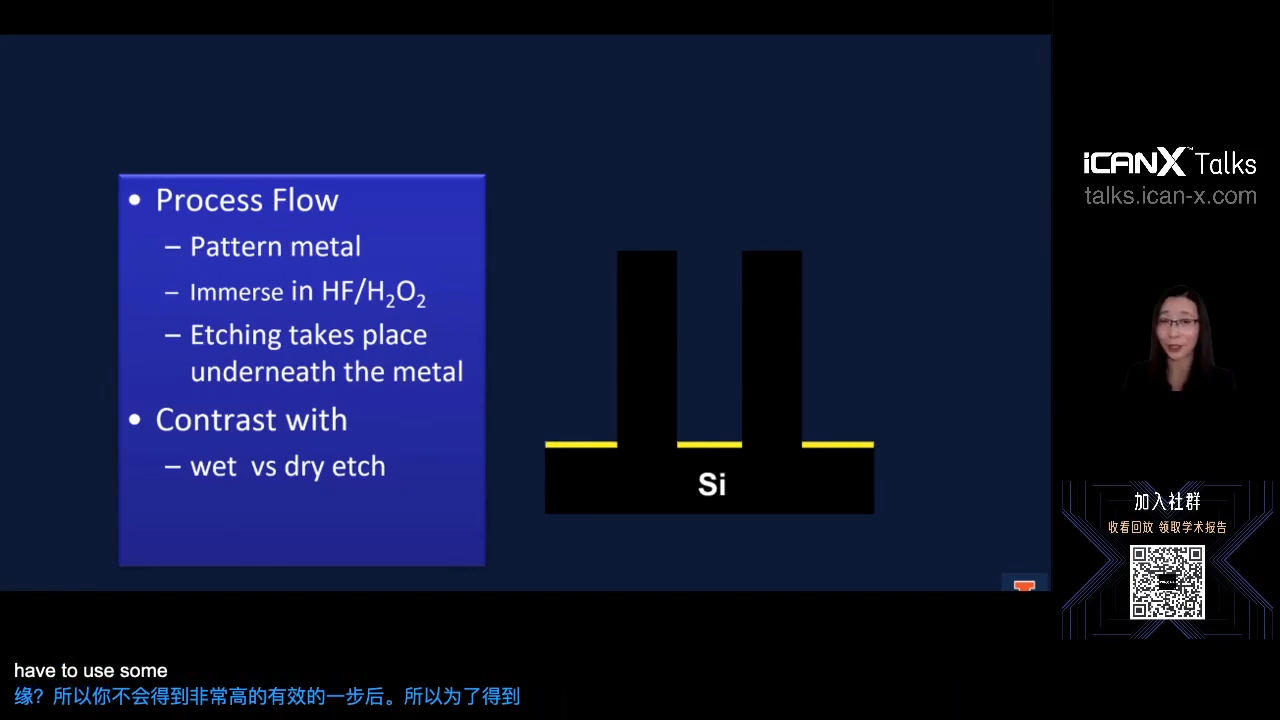 • Process Flow
– Pattern metal
– Immerse in HF/H₂O₂
– Etching takes place
underneath the metal
• Contrast with
– wet vs dry etch
Si
iCANX™ Talks
talks.ican-x.com
加入社群
收看回放 领取学术报告
have to use some
缘？所以你不会得到非常高的有效的一步后。所以为了得到